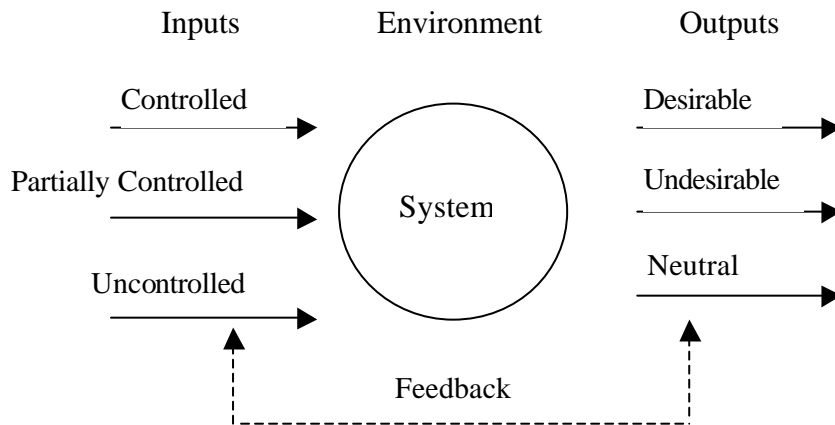 Inputs
Environment
Outputs
Controlled
Desirable
Partially Controlled
Undesirable
System
Uncontrolled
Neutral
Feedback